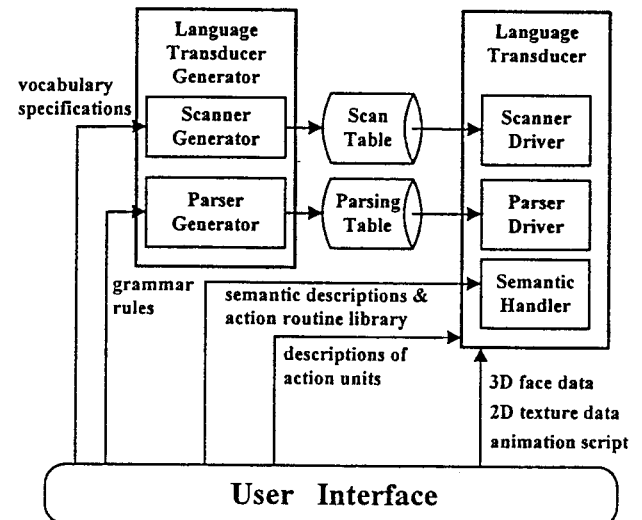 Language
Transducer
Generator
Language
Transducer
vocabulary
specifications
Scanner
Generator
Scan
Table
Scanner
Driver
Parser
Generator
Parsing
Table
Parser
Driver
grammar
rules
semantic descriptions &
action routine library
Semantic
Handler
descriptions of
action units
3D face data
2D texture data
animation script
User Interface